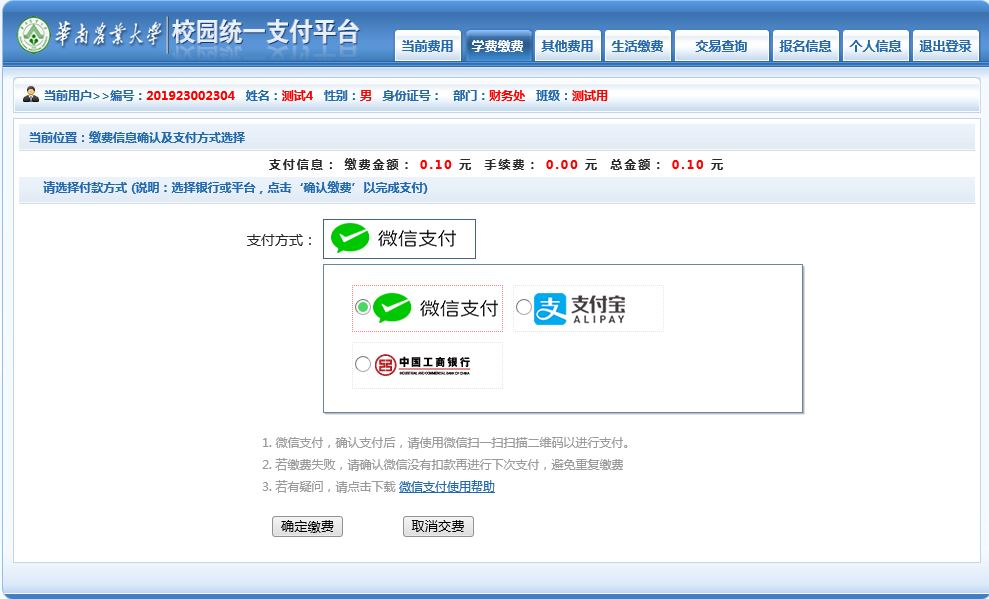 华南农业大学 校园统一支付平台
当前费用 学费缴费 其他费用 生活缴费 交易查询 报名信息 个人信息 退出登录
当前用户>>编号：201923002304 姓名：测试4 性别：男 身份证号： 部门：财务处 班级：测试用
当前位置：缴费信息确认及支付方式选择
支付信息： 缴费金额： 0.10 元 手续费： 0.00 元 总金额： 0.10 元
请选择付款方式 (说明：选择银行或平台，点击‘确认缴费’以完成支付)
支付方式： 微信支付
微信支付 支 支付宝
ALIPAY
中国工商银行
INDUSTRIAL AND COMMERCIAL BANK OF CHINA
1. 微信支付，确认支付后，请使用微信扫一扫扫描二维码以进行支付。
2. 若缴费失败，请确认微信没有扣款再进行下次支付，避免重复缴费
3. 若有疑问，请点击下载 微信支付使用帮助
确定缴费 取消交费